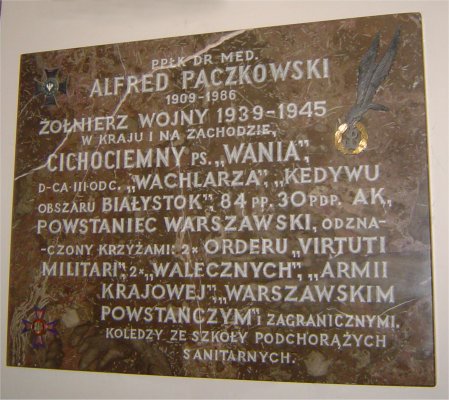 PPŁK DR MED.
ALFRED PACZKOWSKI
1909-1986
ŻOŁNIERZ WOJNY 1939-1945
W KRAJU I NA ZACHODZIE,
CICHOCIEMNY PS. „WANIA”,
D-CA III ODC. „WACHLARZA”, „KEDYWU
OBSZARU BIAŁYSTOK”, 84 PP. 30 PDP. AK,
POWSTANIEC WARSZAWSKI, ODZNA-
-CZONY KRZYŻAMI: 2× ORDERU „VIRTUTI
MILITARI”, 2× „WALECZNYCH”, „ARMII
KRAJOWEJ”, „WARSZAWSKIM
POWSTAŃCZYM” I ZAGRANICZNYMI.
KOLEDZY ZE SZKOŁY PODCHORĄŻYCH
SANITARNYCH.